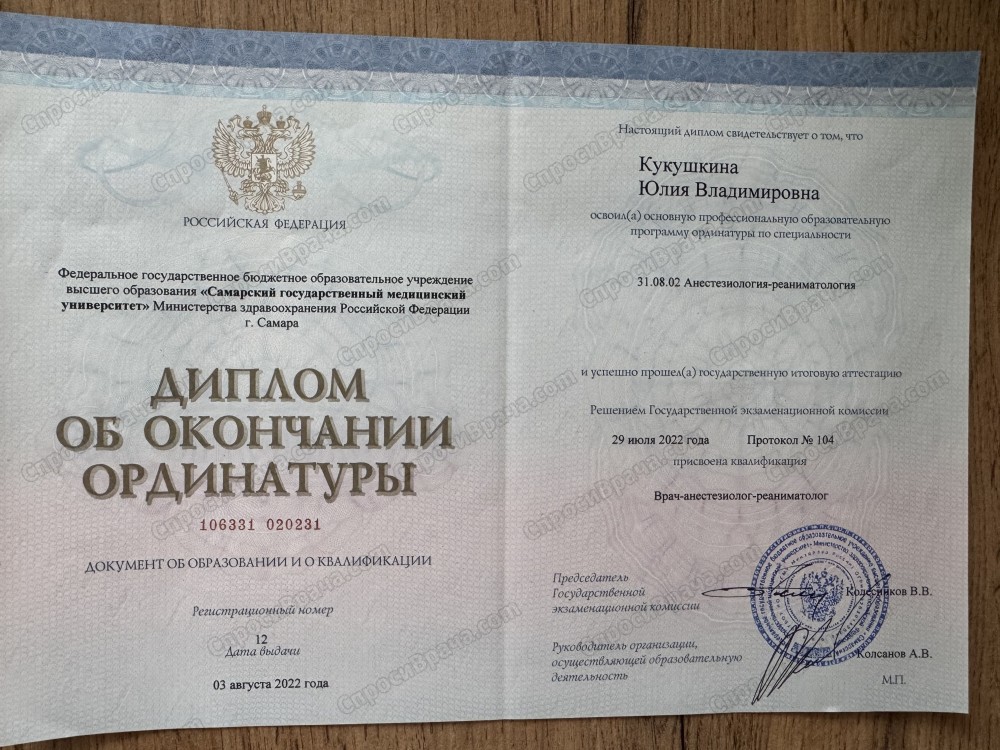 РОССИЙСКАЯ ФЕДЕРАЦИЯ
Федеральное государственное бюджетное образовательное учреждение
высшего образования «Самарский государственный медицинский
университет» Министерства здравоохранения Российской Федерации
г. Самара
ДИПЛОМ
ОБ ОКОНЧАНИИ
ОРДИНАТУРЫ
106331 020231
ДОКУМЕНТ ОБ ОБРАЗОВАНИИ И О КВАЛИФИКАЦИИ
Регистрационный номер
12
Дата выдачи
03 августа 2022 года
Настоящий диплом свидетельствует о том, что
Кукушкина
Юлия Владимировна
освоил(а) основную профессиональную образовательную
программу ординатуры по специальности
31.08.02 Анестезиология-реаниматология
и успешно прошел(а) государственную итоговую аттестацию
Решением Государственной экзаменационной комиссии
29 июля 2022 года Протокол № 104
присвоена квалификация
Врач-анестезиолог-реаниматолог
Председатель
Государственной
экзаменационной комиссии
Колесников В.В.
Руководитель организации,
осуществляющей образовательную
деятельность
Колсанов А.В.
М.П.
СпросиВрача.com